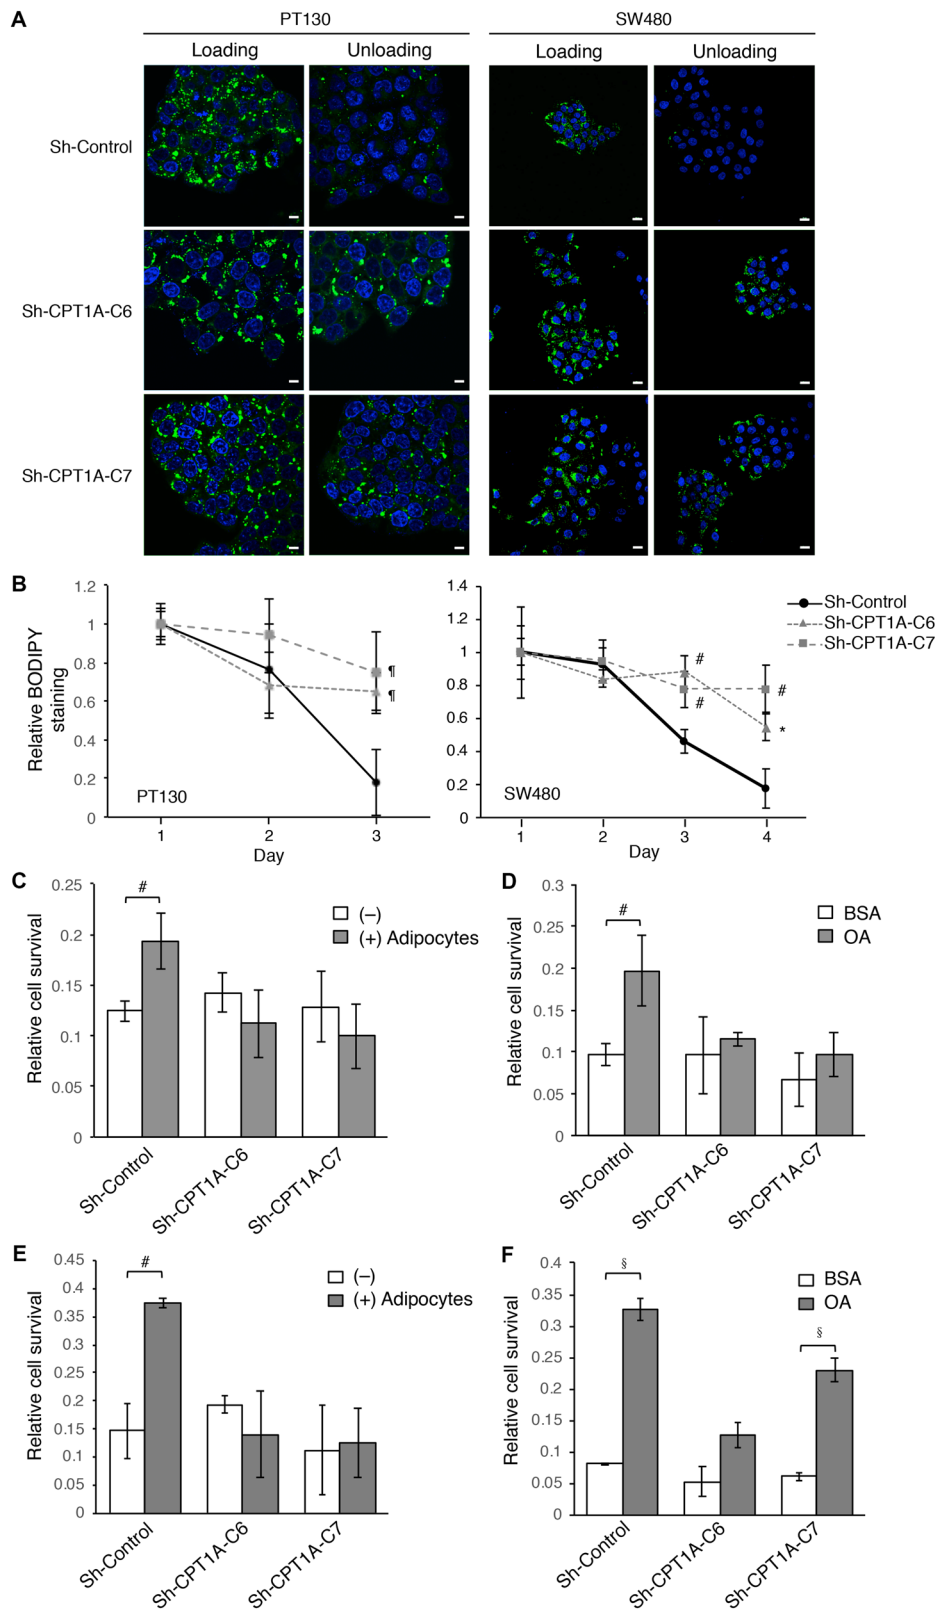 A
PT130 SW480
Loading Unloading Loading Unloading
Sh-Control
Sh-CPT1A-C6
Sh-CPT1A-C7
B
Relative BODIPY
staining
1.2
1
0.8
0.6
0.4
0.2
0
PT130
1 2 3
Day
¶
¶
1.4
1.2
1
0.8
0.6
0.4
0.2
0
SW480
1 2 3 4
Day
#
#
#
*
Sh-Control
Sh-CPT1A-C6
Sh-CPT1A-C7
C
Relative cell survival
0.25
0.2
0.15
0.1
0.05
0
#
(–)
(+) Adipocytes
Sh-Control
Sh-CPT1A-C6
Sh-CPT1A-C7
D
Relative cell survival
0.3
0.25
0.2
0.15
0.1
0.05
0
#
BSA
OA
Sh-Control
Sh-CPT1A-C6
Sh-CPT1A-C7
E
Relative cell survival
0.45
0.4
0.35
0.3
0.25
0.2
0.15
0.1
0.05
0
#
(–)
(+) Adipocytes
Sh-Control
Sh-CPT1A-C6
Sh-CPT1A-C7
F
Relative cell survival
0.4
0.35
0.3
0.25
0.2
0.15
0.1
0.05
0
§
§
BSA
OA
Sh-Control
Sh-CPT1A-C6
Sh-CPT1A-C7